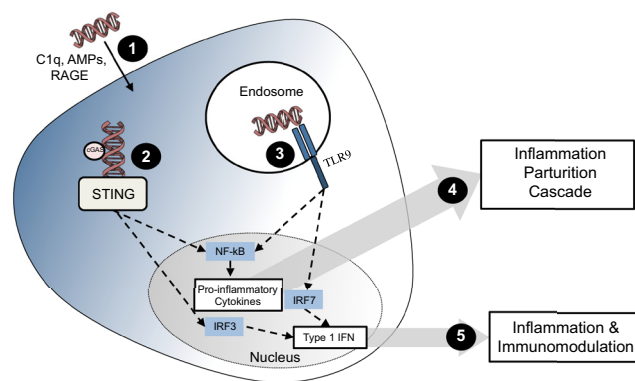 1
C1q, AMPs,
RAGE
Endosome
cGAS
2
3
TLR9
STING
4
Inflammation
Parturition
Cascade
NF-kB
Pro-inflammatory
Cytokines
IRF7
IRF3
Type 1 IFN
5
Inflammation &
Immunomodulation
Nucleus